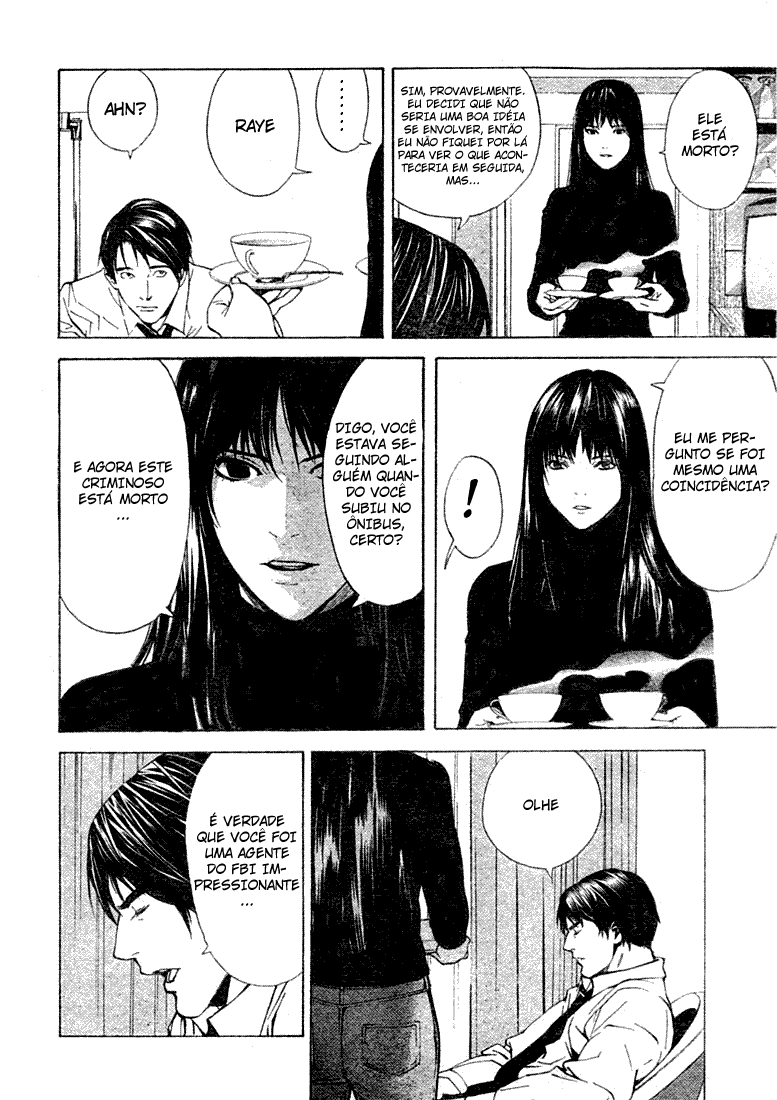 ELE
ESTÁ
MORTO?
SIM, PROVAVELMENTE.
EU DECIDI QUE NÃO
SERIA UMA BOA IDÉIA
SE ENVOLVER, ENTÃO
EU NÃO FIQUEI POR LÁ
PARA VER O QUE ACON-
TECERIA EM SEGUIDA,
MAS...
......
RAYE
AHN?
EU ME PER-
GUNTO SE FOI
MESMO UMA
COINCIDÊNCIA?
!
DIGO, VOCÊ
ESTAVA SE-
GUINDO AL-
GUÉM QUAN-
DO VOCÊ
SUBIU NO
ÔNIBUS,
CERTO?
E AGORA ESTE
CRIMINOSO
ESTÁ MORTO
...
OLHE
É VERDADE
QUE VOCÊ FOI
UMA AGENTE
DO FBI IM-
PRESSIONANTE
...